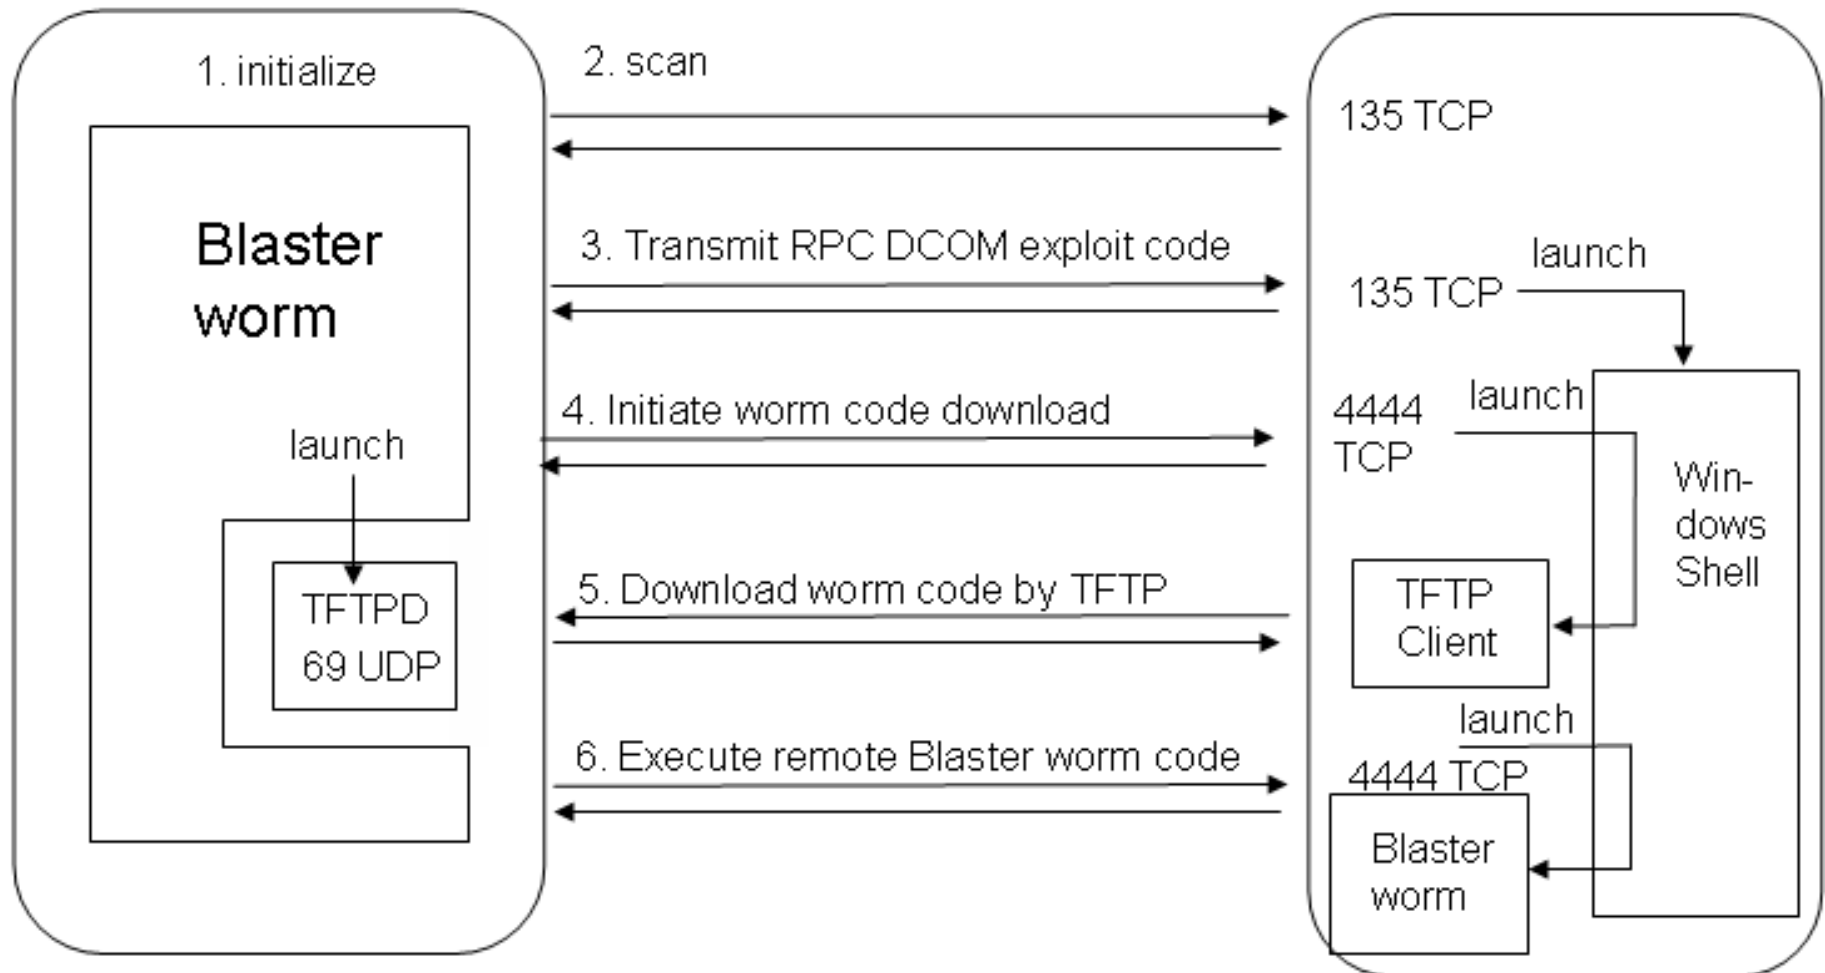 1. initialize
2. scan
135 TCP
Blaster
worm
3. Transmit RPC DCOM exploit code
launch
135 TCP
4. Initiate worm code download
launch
4444
TCP
launch
Win-
dows
Shell
5. Download worm code by TFTP
TFTPD
69 UDP
TFTP
Client
launch
6. Execute remote Blaster worm code
4444 TCP
Blaster
worm